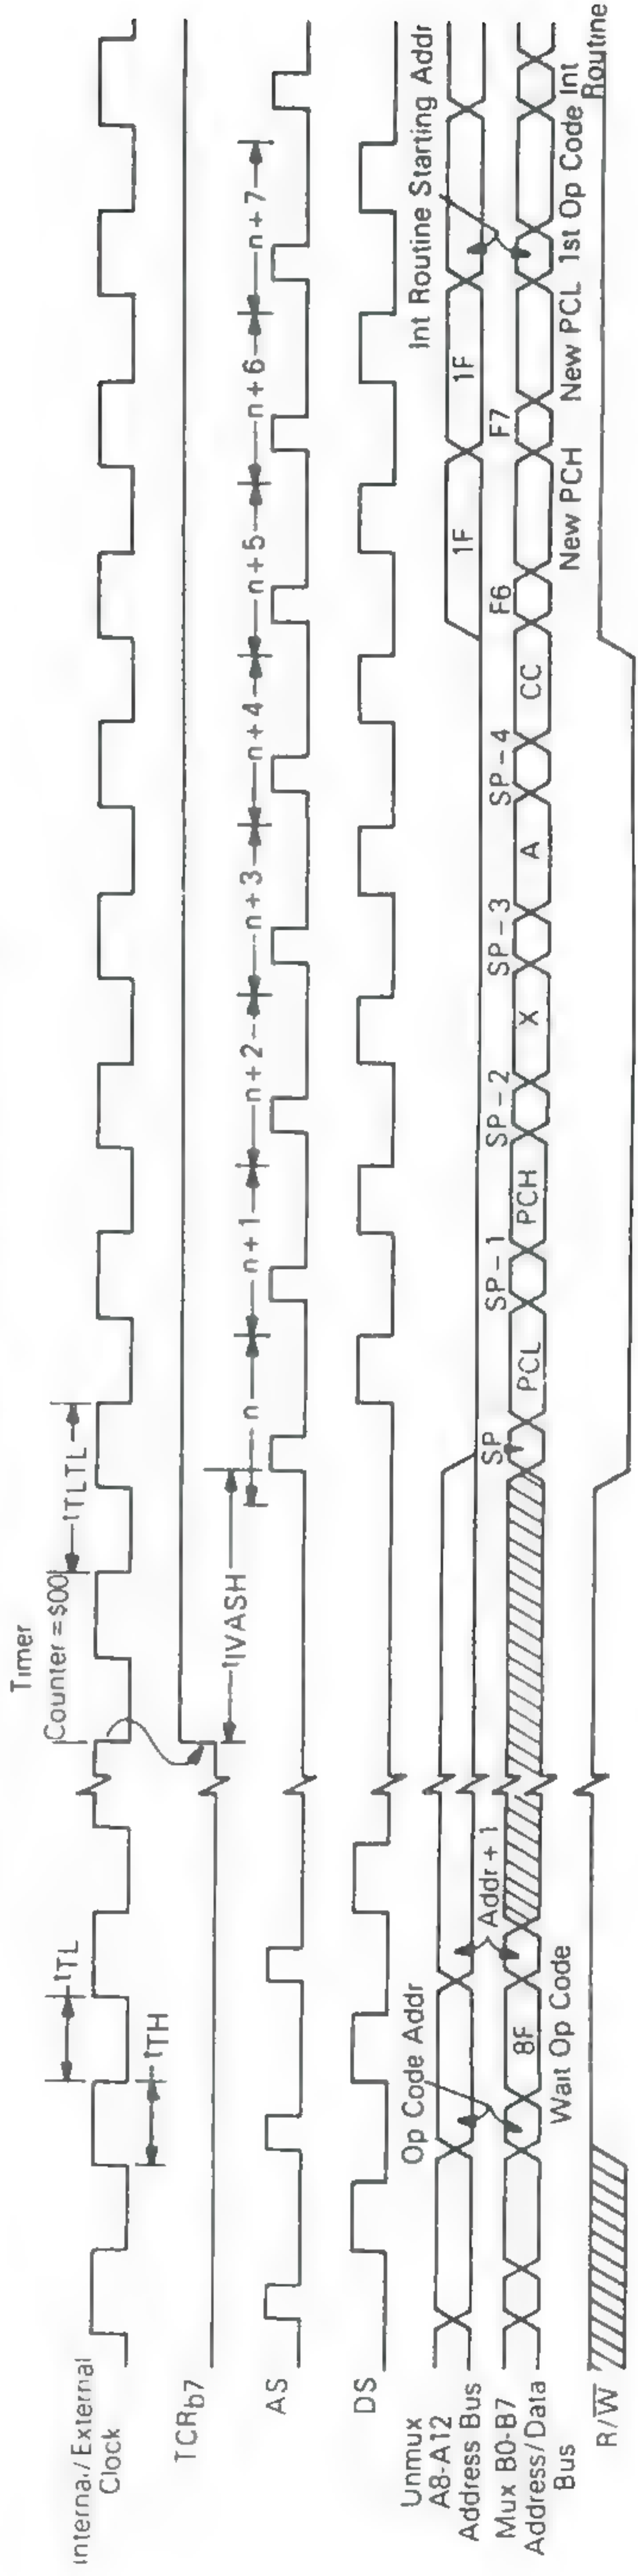 Timer
Counter = $00
Internal/External
Clock
tTL
tTH
tTLTL
TCRb7
tIVASH
AS
n
n + 1
n + 2
n + 3
n + 4
n + 5
n + 6
n + 7
DS
Unmux
A8-A12
Address Bus
Op Code Addr
Addr + 1
1F
1F
Int Routine Starting Addr
Mux B0-B7
Address/Data
Bus
8F
Wait Op Code
SP
PCL
SP - 1
PCH
SP - 2
X
SP - 3
A
SP - 4
CC
F6
New PCH
F7
New PCL
1st Op Code Int
Routine
R/W̅